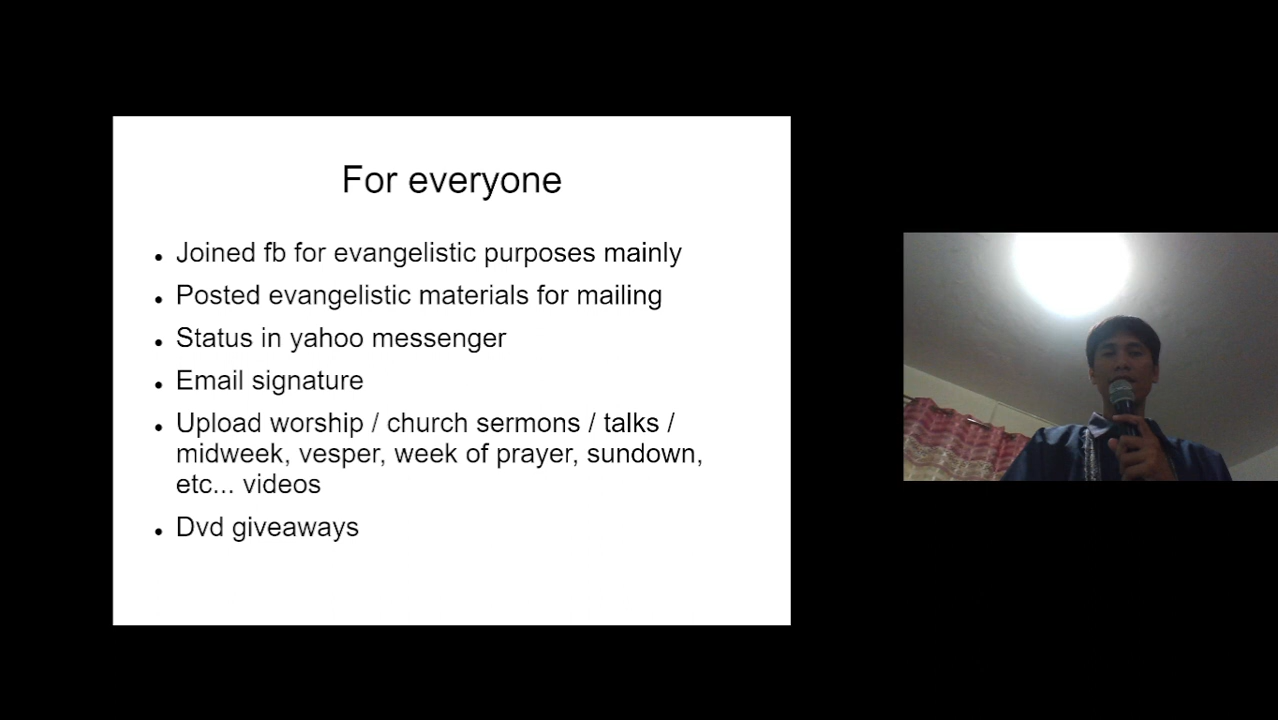 For everyone
• Joined fb for evangelistic purposes mainly
• Posted evangelistic materials for mailing
• Status in yahoo messenger
• Email signature
• Upload worship / church sermons / talks /
midweek, vesper, week of prayer, sundown,
etc... videos
• Dvd giveaways